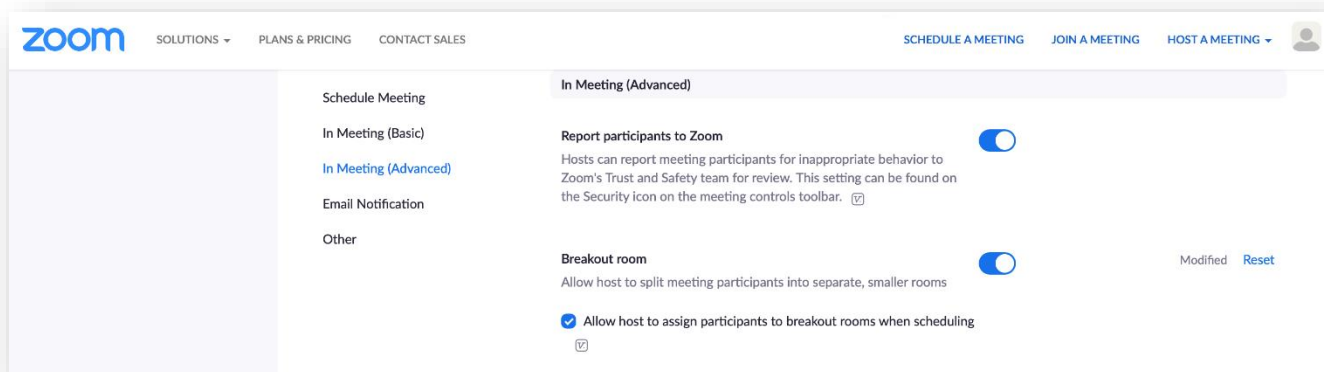 zoom SOLUTIONS PLANS & PRICING CONTACT SALES SCHEDULE A MEETING JOIN A MEETING HOST A MEETING
Schedule Meeting
In Meeting (Basic)
In Meeting (Advanced)
Email Notification
Other
In Meeting (Advanced)
Report participants to Zoom
Hosts can report meeting participants for inappropriate behavior to
Zoom's Trust and Safety team for review. This setting can be found on
the Security icon on the meeting controls toolbar.
Breakout room
Modified Reset
Allow host to split meeting participants into separate, smaller rooms
Allow host to assign participants to breakout rooms when scheduling